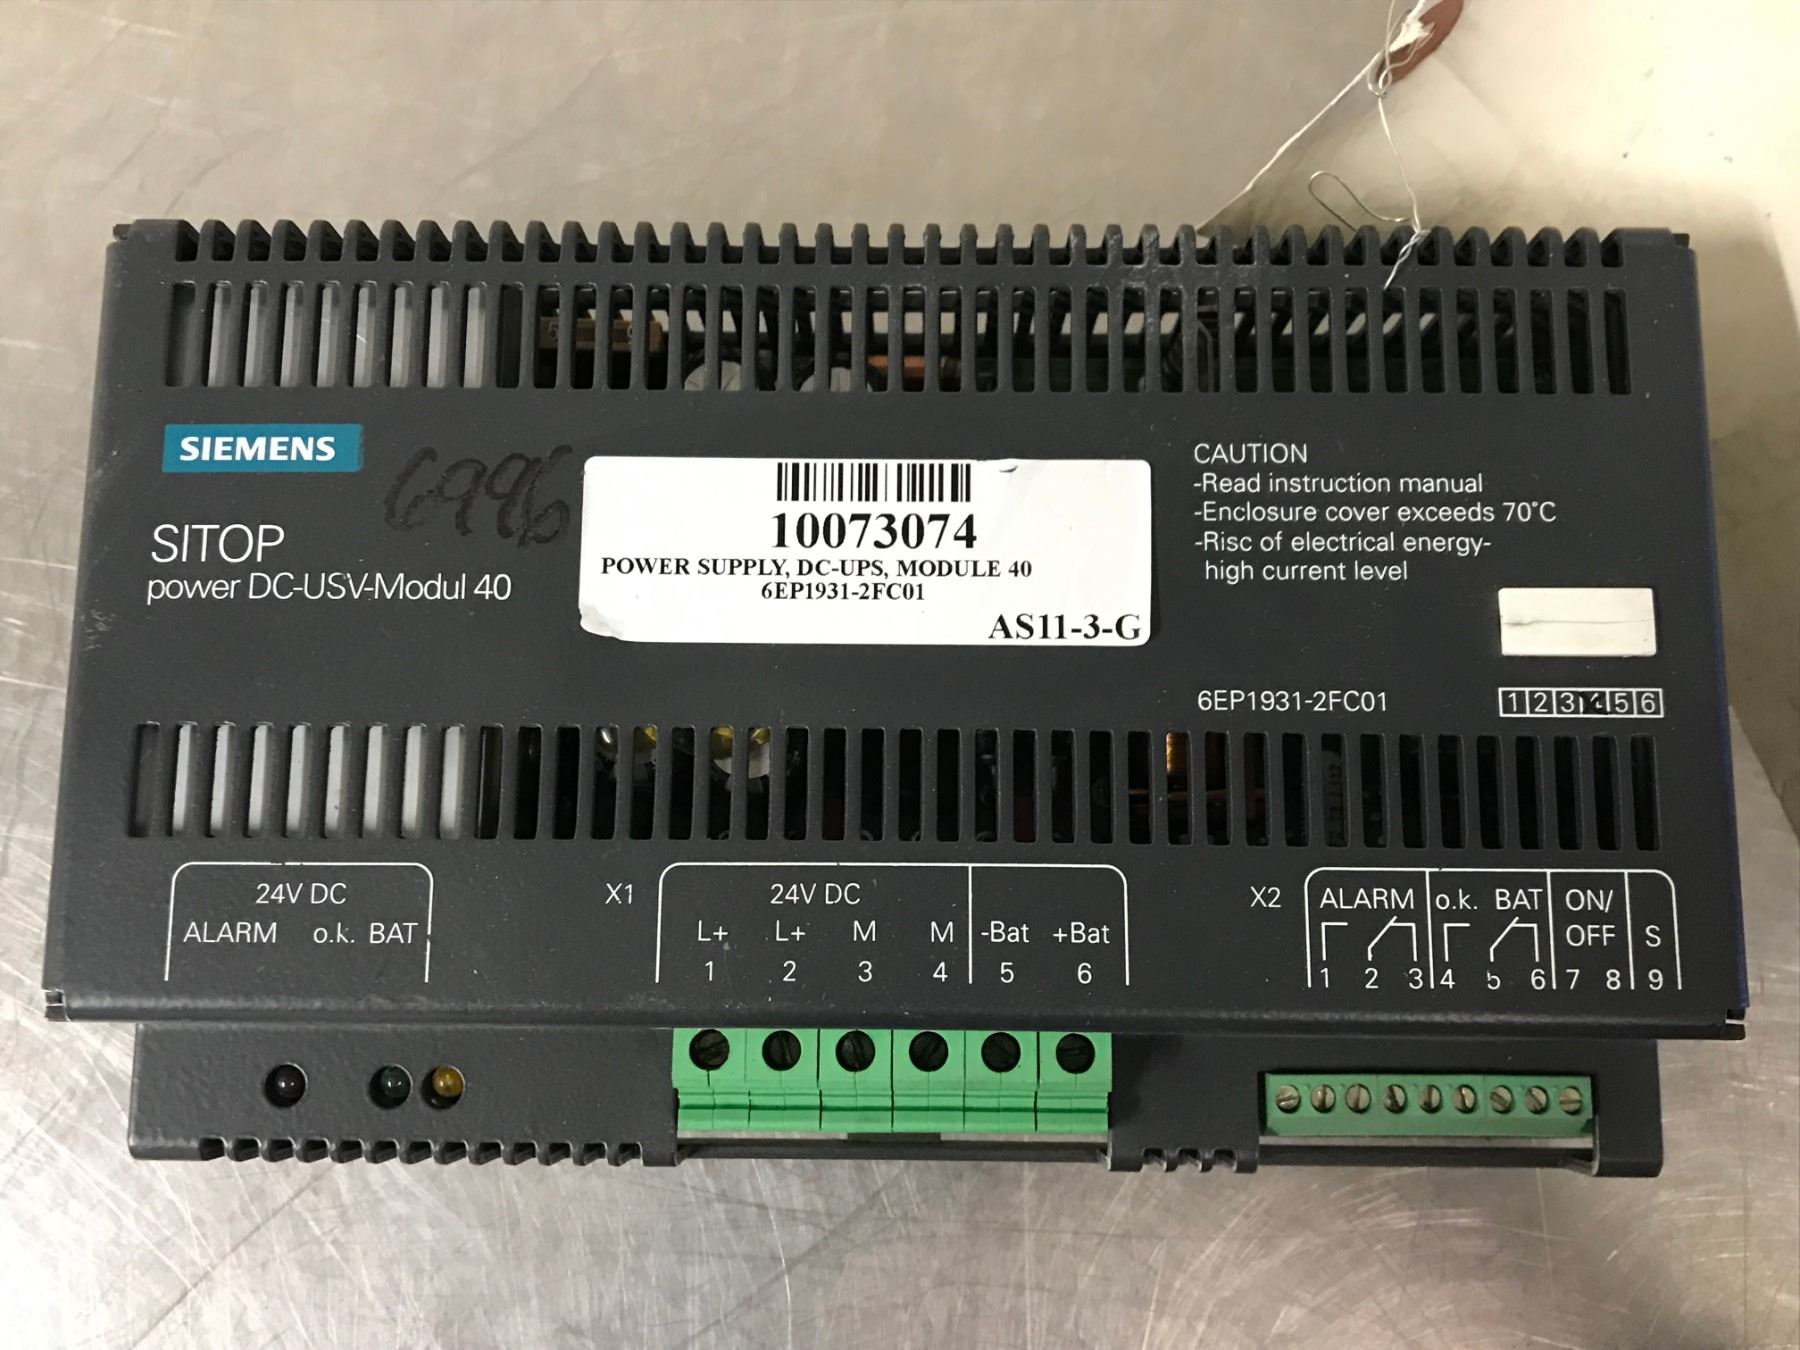 SIEMENS
6996
SITOP
power DC-USV-Modul 40
10073074
POWER SUPPLY, DC-UPS, MODULE 40
6EP1931-2FC01
AS11-3-G
CAUTION
-Read instruction manual
-Enclosure cover exceeds 70°C
-Risc of electrical energy-
high current level
6EP1931-2FC01
1 2 3 4 5 6
24V DC
ALARM o.k. BAT
X1
24V DC
L+ L+ M M -Bat +Bat
1 2 3 4 5 6
X2
ALARM o.k. BAT ON/
OFF S
1 2 3 4 5 6 7 8 9